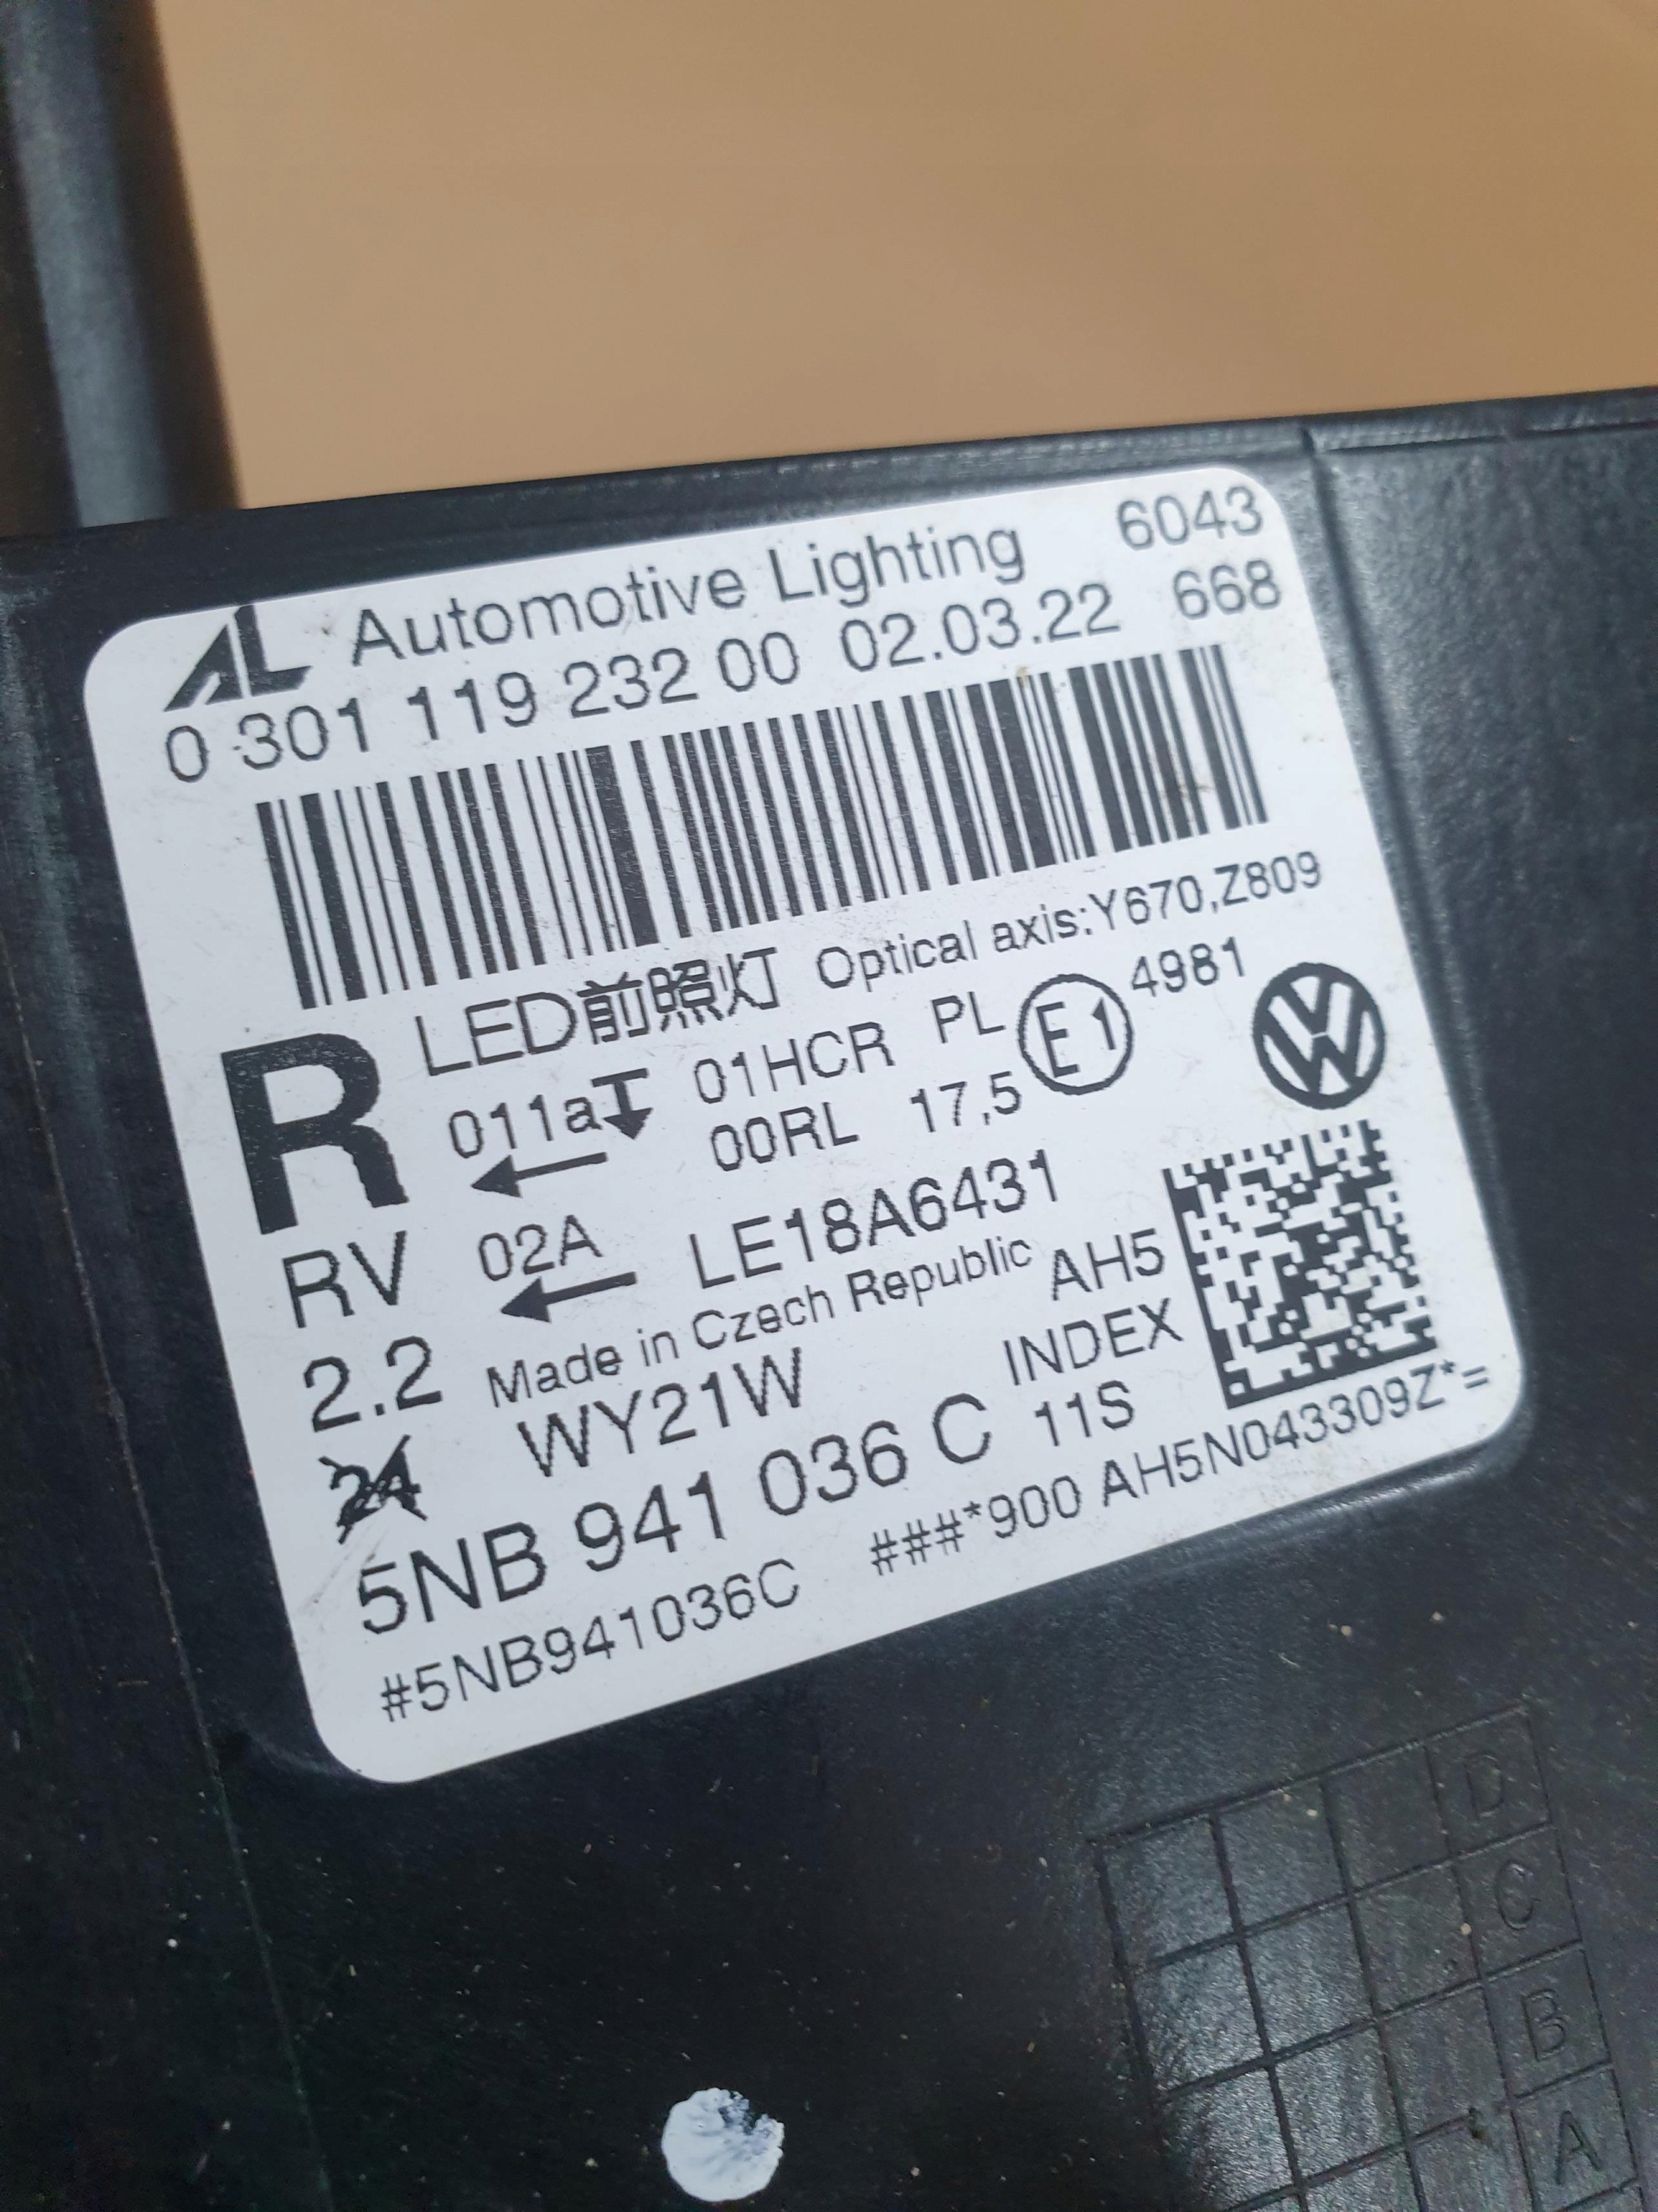 AL Automotive Lighting 6043
0 301 119 232 00 02.03.22 668
LED前照灯 Optical axis:Y670,Z809
R 011a 01HCR PL E1 4981
00RL 17,5
RV 02A LE18A6431
2.2 Made in Czech Republic AH5
24 WY21W INDEX
5NB 941 036 C 11S
#5NB941036C ###*900 AH5N043309Z*=
D
C
B
A